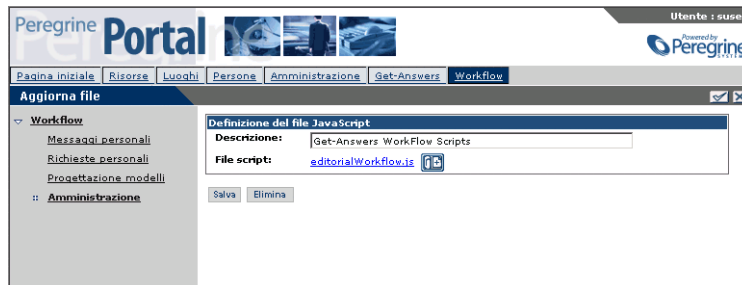 Peregrine Portal
Utente : suse
Powered by
Peregrine
SYSTEMS
Pagina iniziale Risorse Luoghi Persone Amministrazione Get-Answers Workflow
Aggiorna file
Workflow
Messaggi personali
Richieste personali
Progettazione modelli
Amministrazione
Definizione del file JavaScript
Descrizione: Get-Answers WorkFlow Scripts
File script: editorialWorkflow.js
Salva Elimina